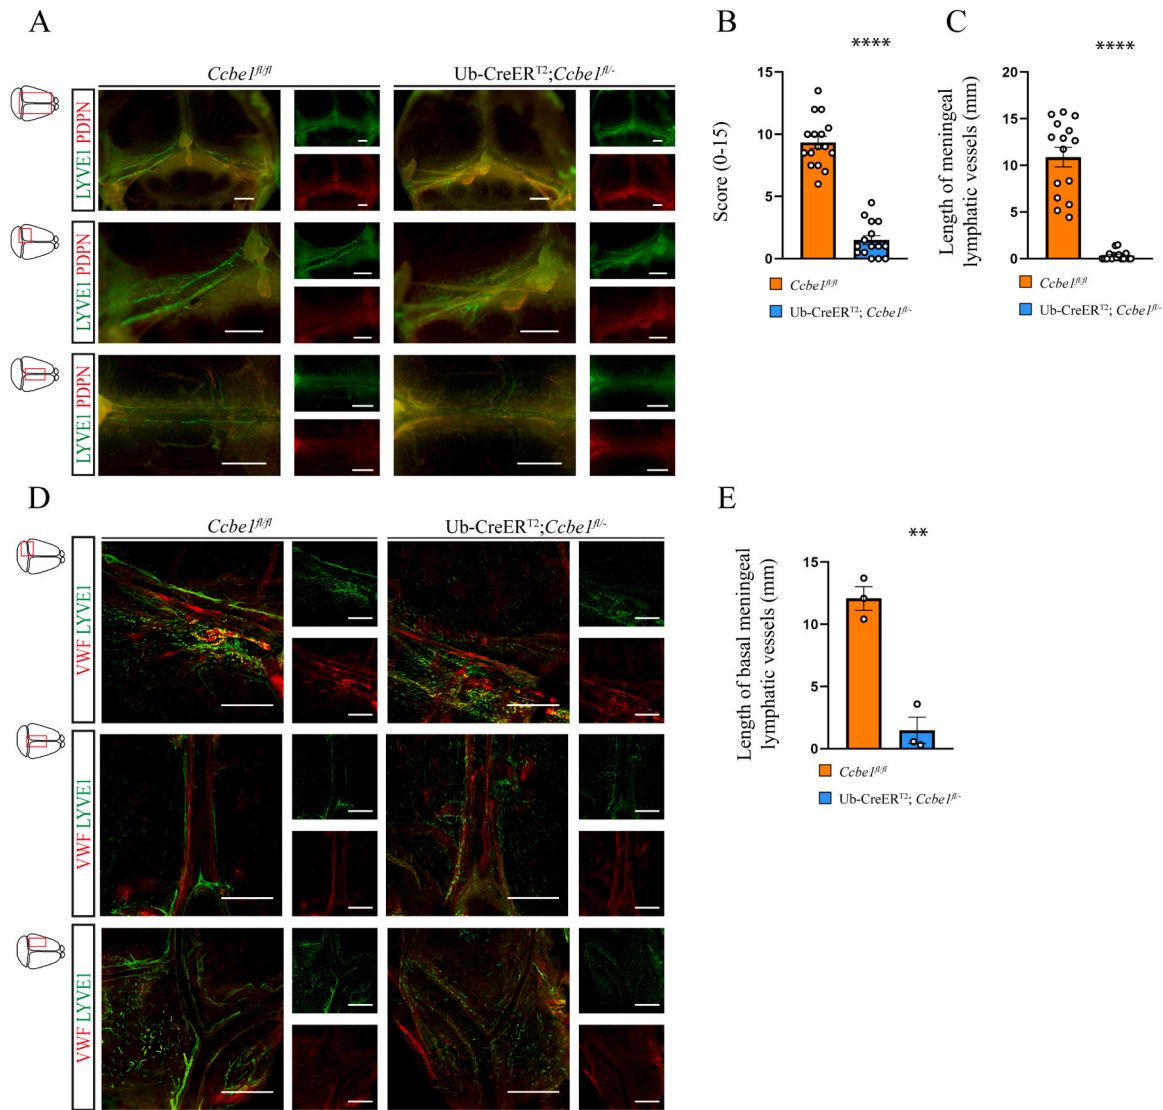 A
Ccbe1fl/fl
Ub-CreERT2;Ccbe1fl/-
LYVE1 PDPN
LYVE1 PDPN
LYVE1 PDPN
B
****
Score (0-15)
15
10
5
0
Ccbe1fl/fl
Ub-CreERT2; Ccbe1fl/-
C
****
Length of meningeal
lymphatic vessels (mm)
20
15
10
5
0
Ccbe1fl/fl
Ub-CreERT2; Ccbe1fl/-
D
Ccbe1fl/fl
Ub-CreERT2;Ccbe1fl/-
VWF LYVE1
VWF LYVE1
VWF LYVE1
E
**
Length of basal meningeal
lymphatic vessels (mm)
15
10
5
0
Ccbe1fl/fl
Ub-CreERT2; Ccbe1fl/-